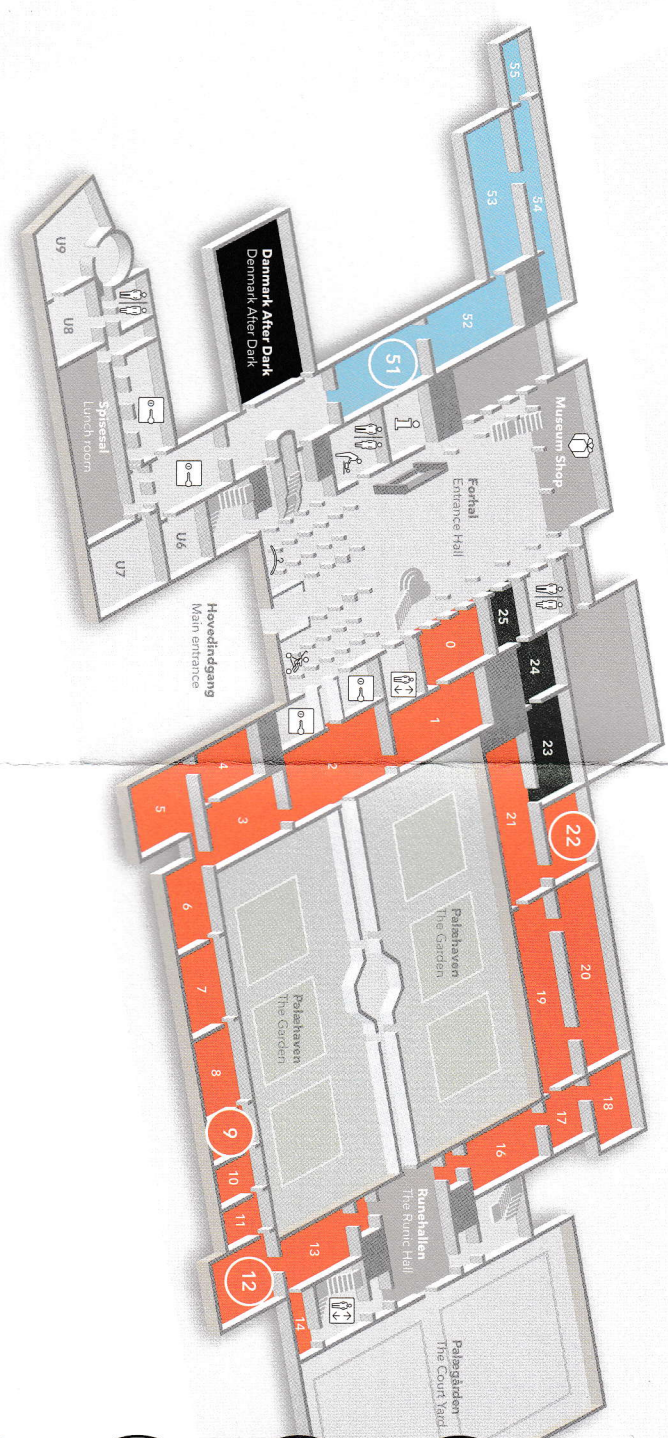 55
54
53
52
51
Danmark After Dark
Denmark After Dark
U9
U8
Spisesal
Lunch room
U7
U6
Museum Shop
Forhal
Entrance Hall
Hovedindgang
Main entrance
25
24
23
0
1
2
3
4
5
6
7
8
9
10
11
12
13
14
16
17
18
19
20
21
22
Palæhaven
The Garden
Palæhaven
The Garden
Runehallen
The Runic Hall
Palægården
The Court Yard